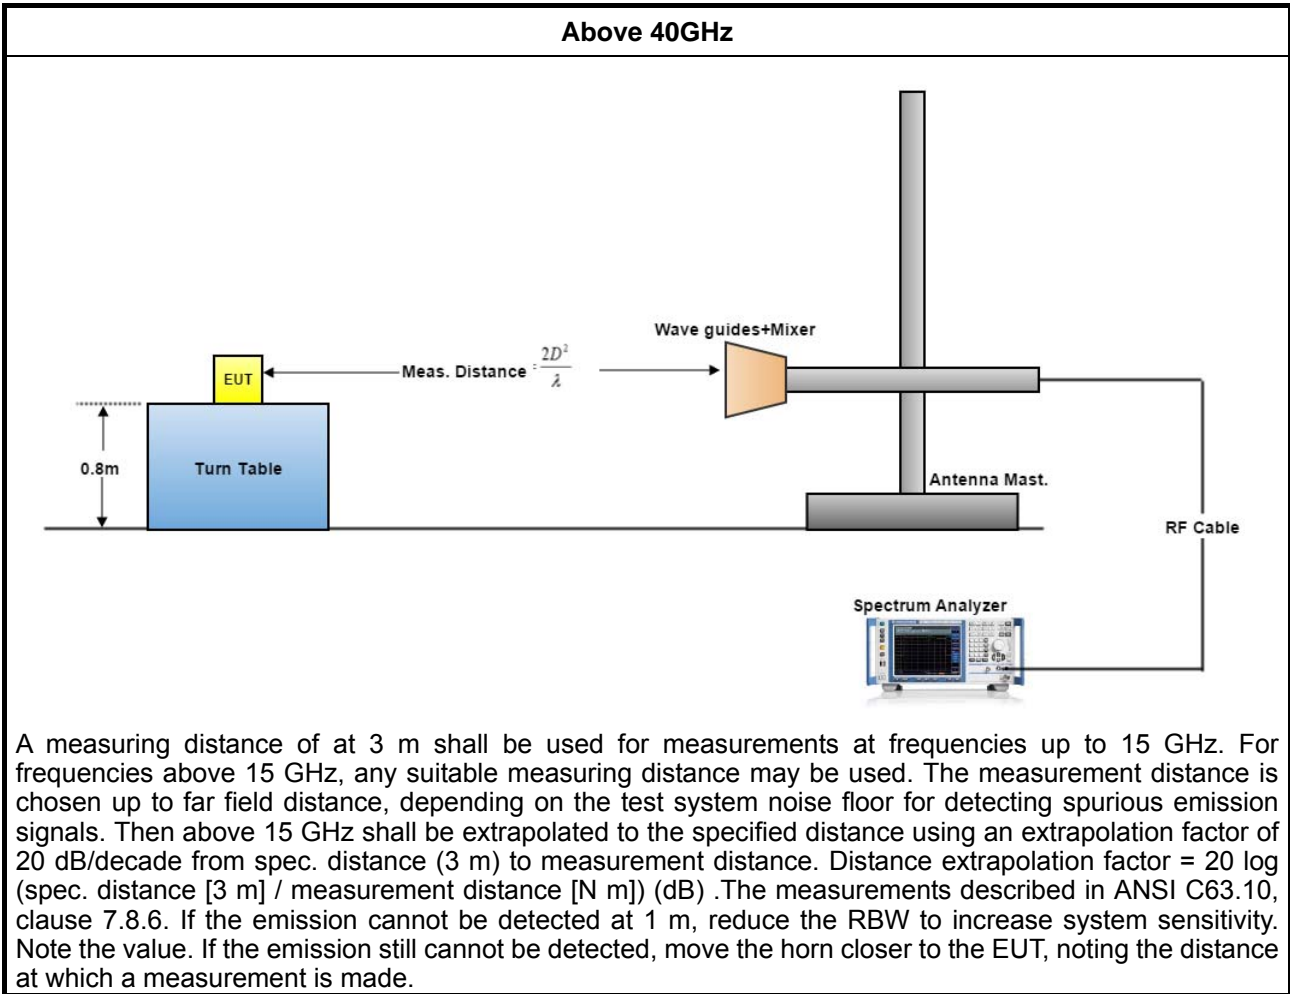 Above 40GHz
Wave guides+Mixer
EUT
Meas. Distance = 2D² / λ
0.8m
Turn Table
Antenna Mast.
RF Cable
Spectrum Analyzer
A measuring distance of at 3 m shall be used for measurements at frequencies up to 15 GHz. For
frequencies above 15 GHz, any suitable measuring distance may be used. The measurement distance is
chosen up to far field distance, depending on the test system noise floor for detecting spurious emission
signals. Then above 15 GHz shall be extrapolated to the specified distance using an extrapolation factor of
20 dB/decade from spec. distance (3 m) to measurement distance. Distance extrapolation factor = 20 log
(spec. distance [3 m] / measurement distance [N m]) (dB) .The measurements described in ANSI C63.10,
clause 7.8.6. If the emission cannot be detected at 1 m, reduce the RBW to increase system sensitivity.
Note the value. If the emission still cannot be detected, move the horn closer to the EUT, noting the distance
at which a measurement is made.